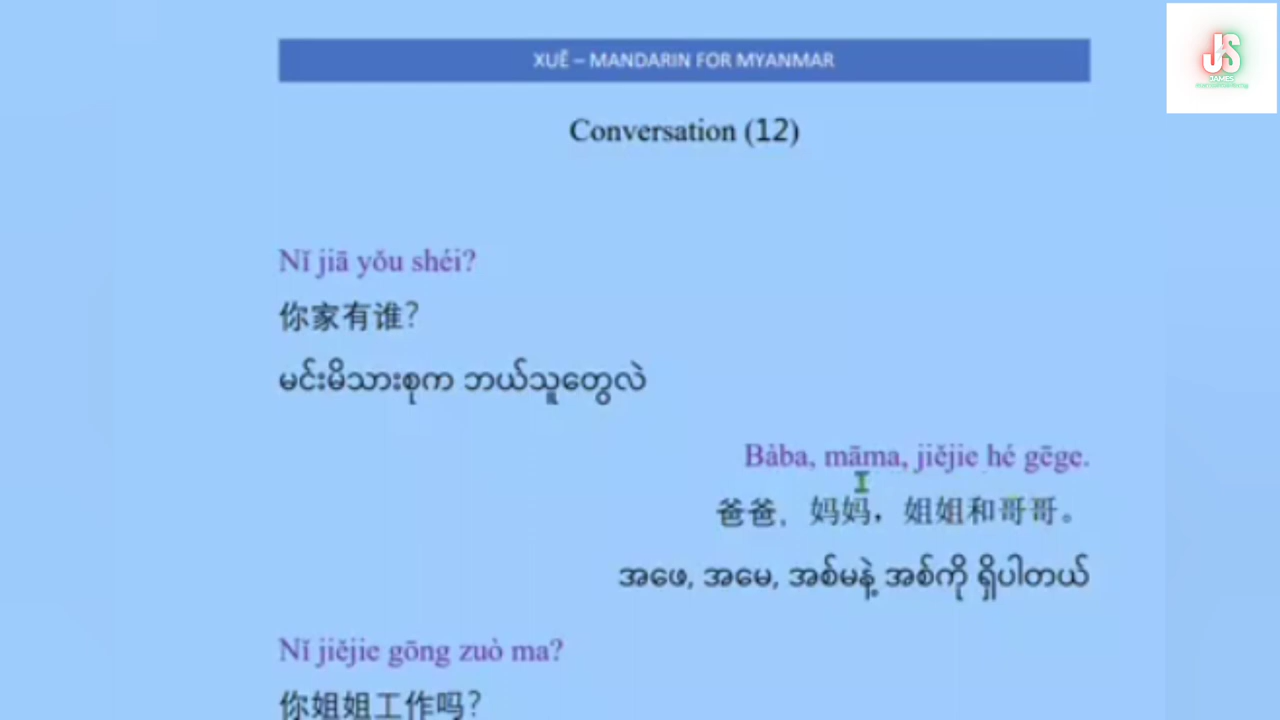 XUÉ – MANDARIN FOR MYANMAR
JS
JAMES
Conversation (12)
Nǐ jiā yǒu shéi?
你家有谁?
မင်းမိသားစုက ဘယ်သူတွေလဲ
Bàba, māma, jiějie hé gēge.
爸爸, 妈妈，姐姐和哥哥。
အဖေ, အမေ, အစ်မနဲ့ အစ်ကို ရှိပါတယ်
Nǐ jiějie gōng zuò ma?
你姐姐工作吗?